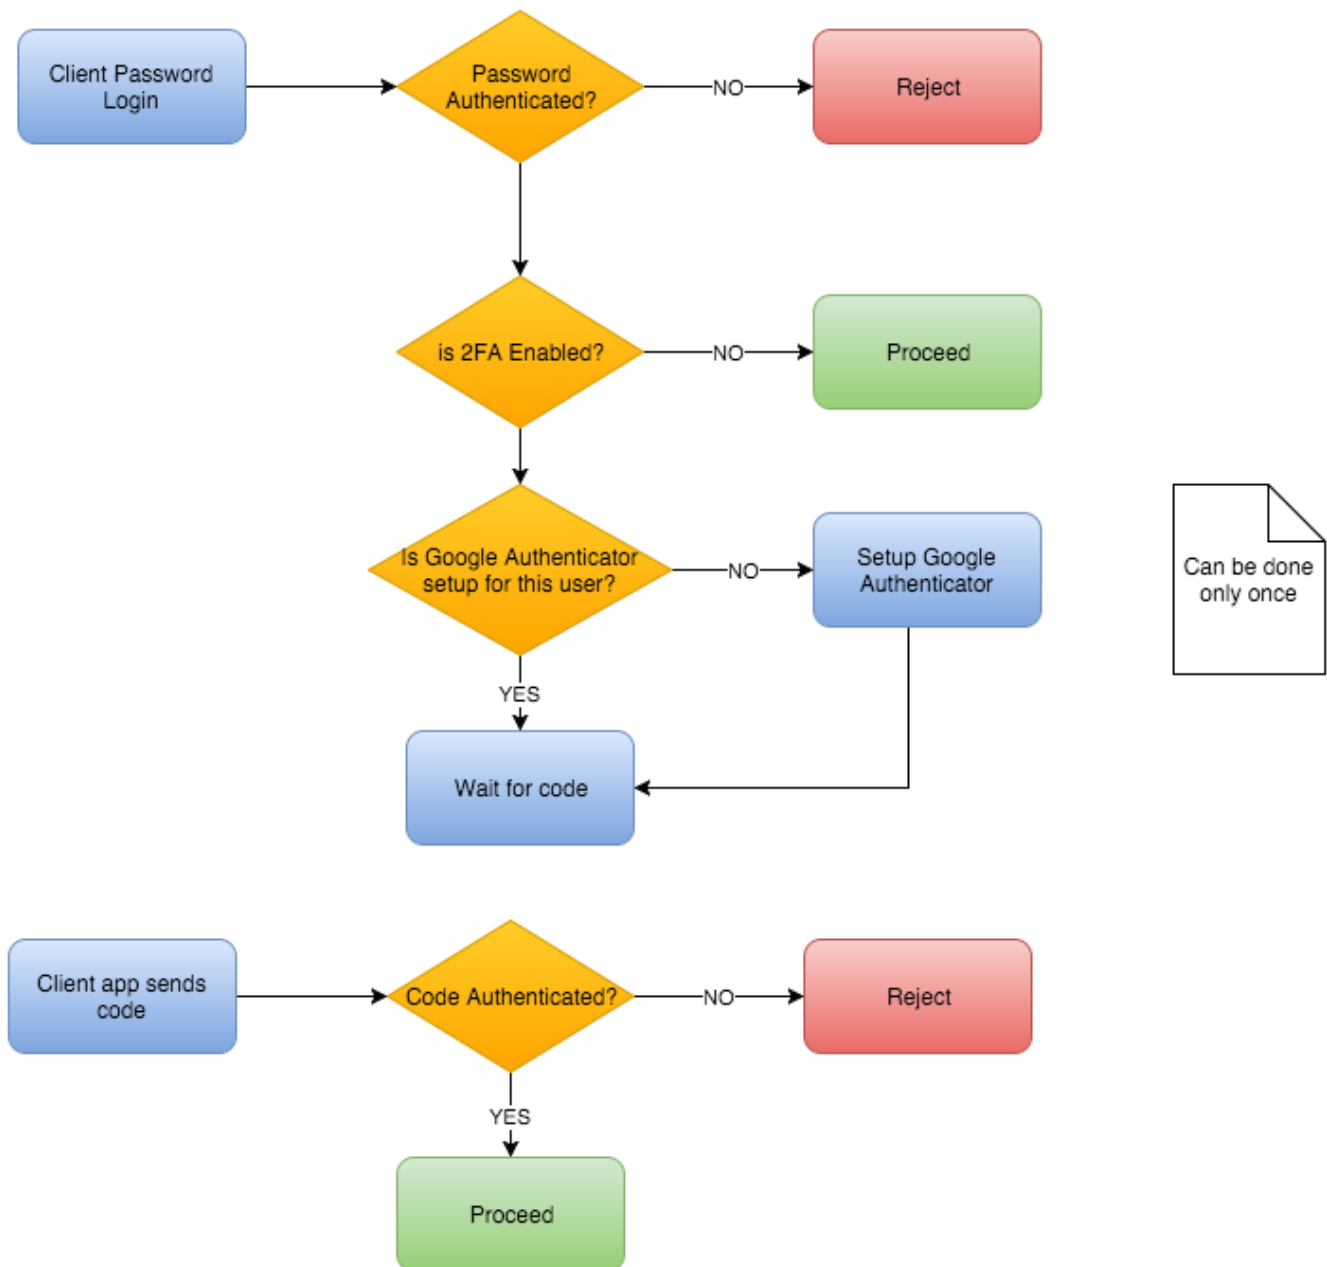 Client Password
Login
Password
Authenticated?
NO
Reject
is 2FA Enabled?
NO
Proceed
Is Google Authenticator
setup for this user?
NO
Setup Google
Authenticator
Can be done
only once
YES
Wait for code
Client app sends
code
Code Authenticated?
NO
Reject
YES
Proceed